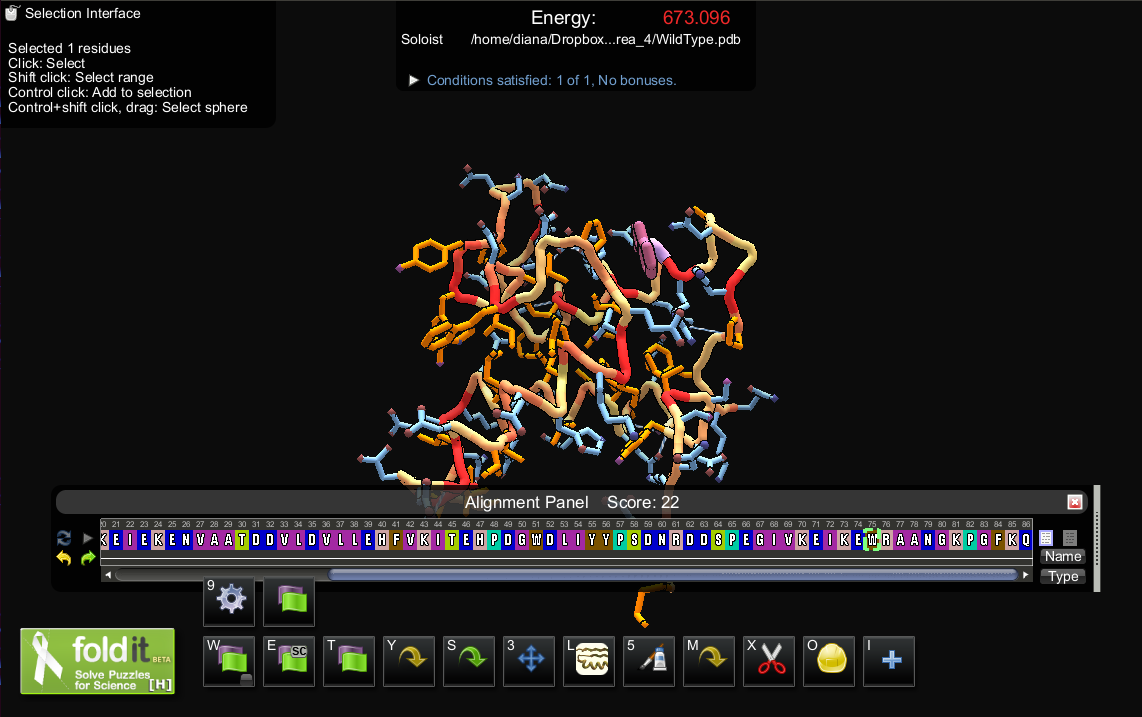 Selection Interface
Selected 1 residues
Click: Select
Shift click: Select range
Control click: Add to selection
Control+shift click, drag: Select sphere
Energy: 673.096
Soloist /home/diana/Dropbox...rea_4/WildType.pdb
Conditions satisfied: 1 of 1, No bonuses.
Alignment Panel Score: 22
20 21 22 23 24 25 26 27 28 29 30 31 32 33 34 35 36 37 38 39 40 41 42 43 44 45 46 47 48 49 50 51 52 53 54 55 56 57 58 59 60 61 62 63 64 65 66 67 68 69 70 71 72 73 74 75 76 77 78 79 80 81 82 83 84 85 86
K E I E K E N V A A T D D V L D V L L E H F V K I T E H P D G W D L I Y Y P S D N R D D S P E G I V K E I K E W R A A N G K P G F K Q
Name
Type
9
W E SC T Y S 3 L 5 M X O I
foldit BETA
Solve Puzzles
for Science [H]